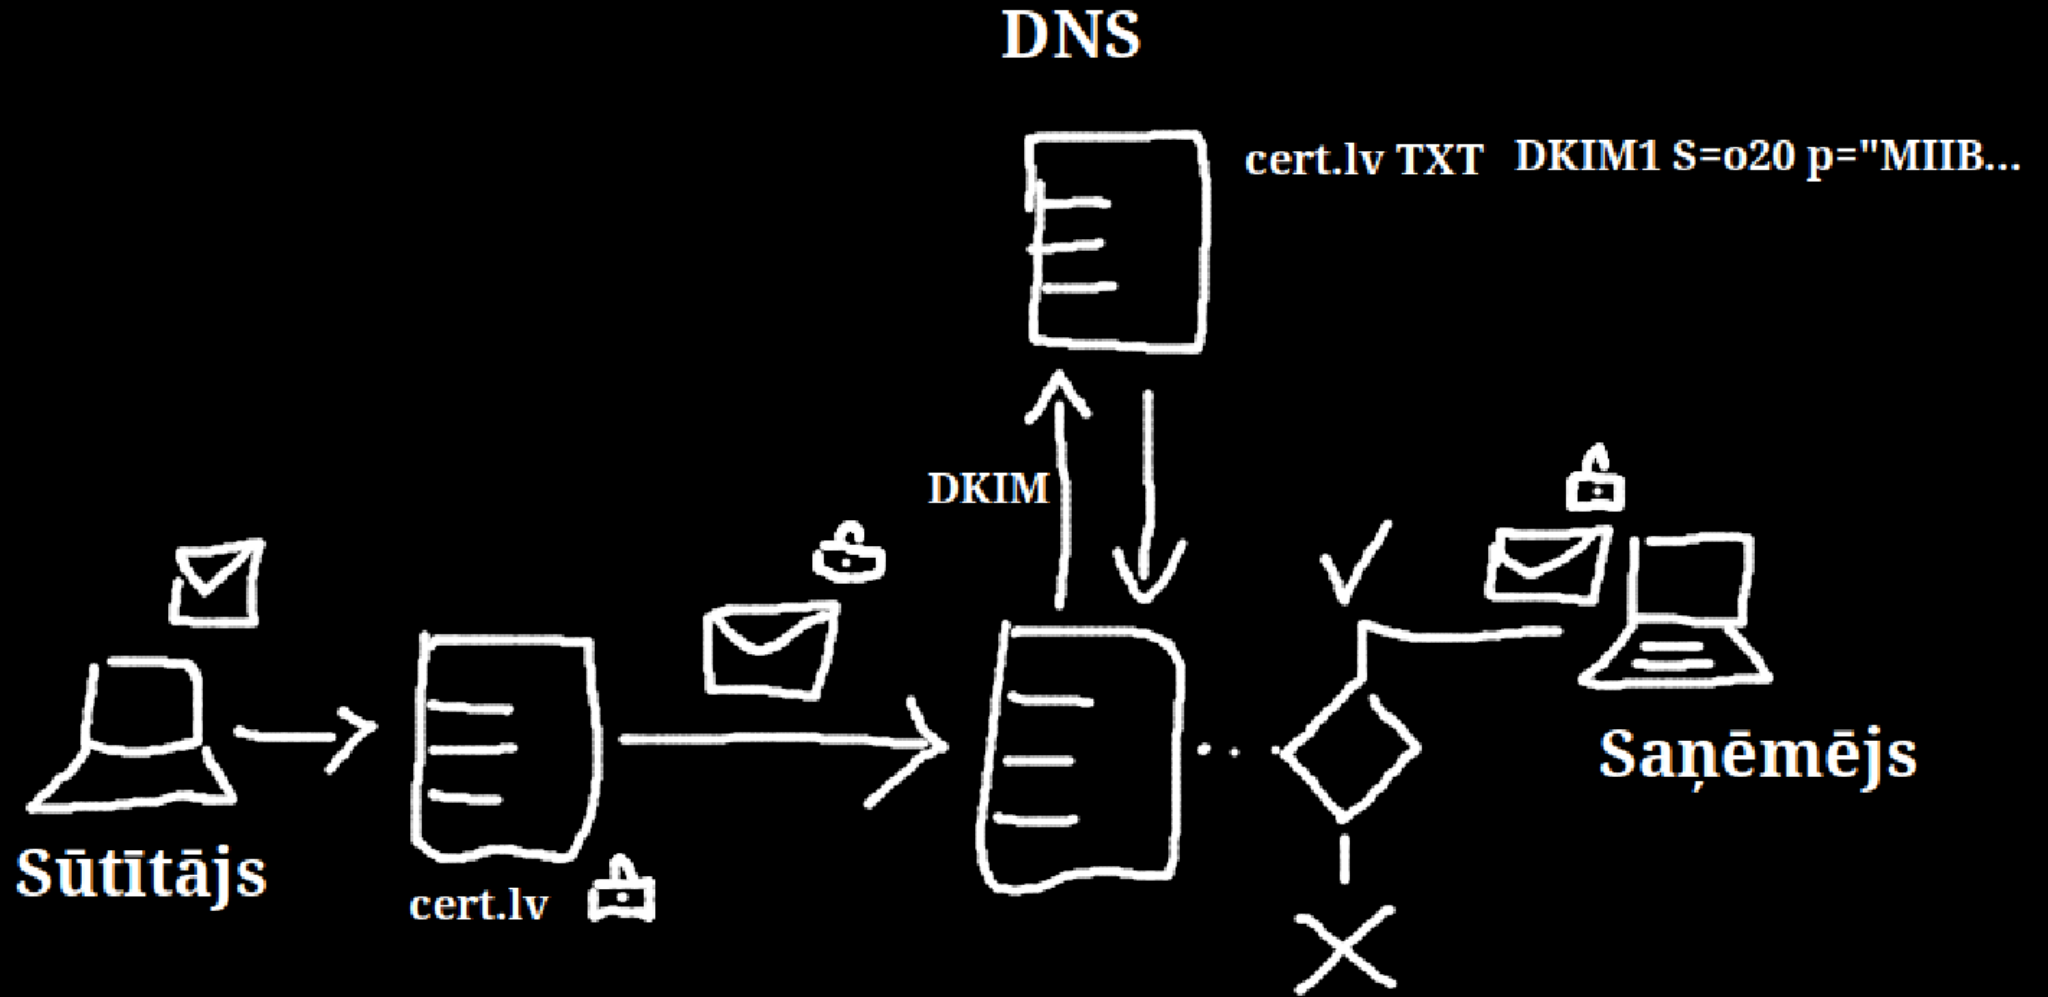 DNS
cert.lv TXT DKIM1 S=o20 p="MIIB...
DKIM
Saņēmējs
Sūtītājs
cert.lv